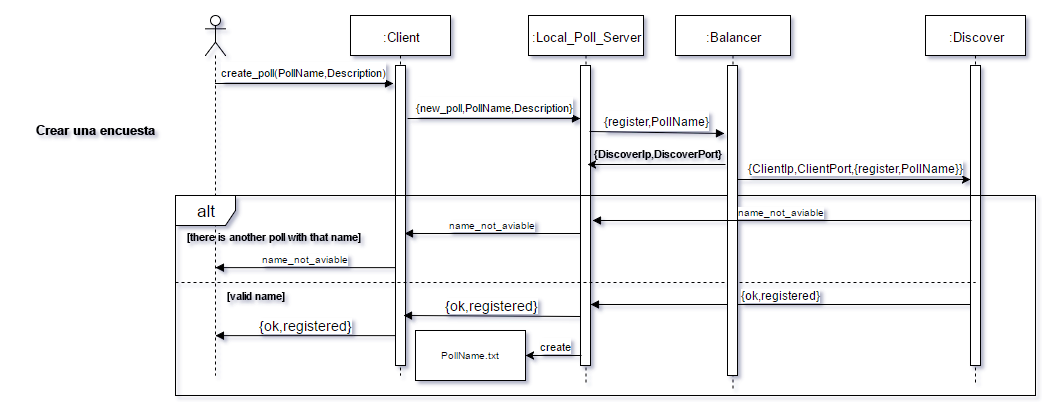 :Client
:Local_Poll_Server
:Balancer
:Discover
create_poll(PollName,Description)
{new_poll,PollName,Description}
{register,PollName}
Crear una encuesta
{DiscoverIp,DiscoverPort}
{ClientIp,ClientPort,{register,PollName}}
alt
name_not_aviable
name_not_aviable
[there is another poll with that name]
name_not_aviable
[valid name]
{ok,registered}
{ok,registered}
{ok,registered}
create
PollName.txt